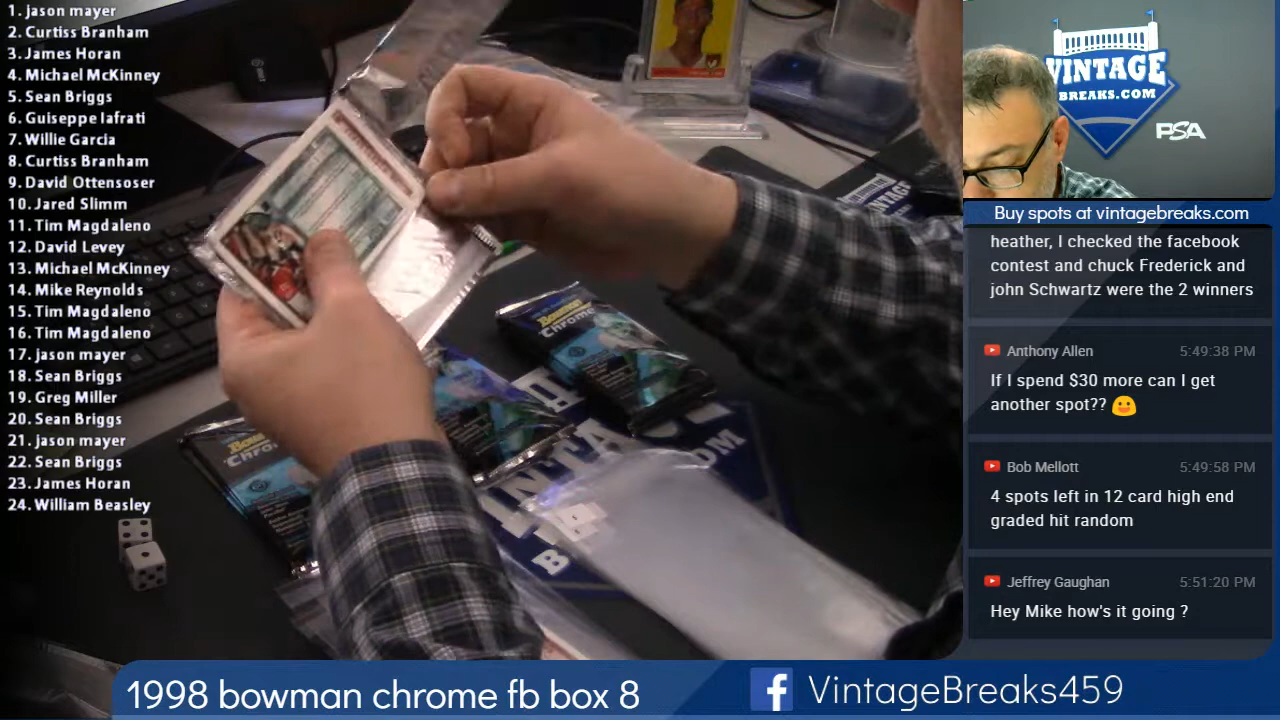 1. jason mayer
2. Curtiss Branham
3. James Horan
4. Michael McKinney
5. Sean Briggs
6. Guiseppe Iafrati
7. Willie Garcia
8. Curtiss Branham
9. David Ottensoser
10. Jared Slimm
11. Tim Magdaleno
12. David Levey
13. Michael McKinney
14. Mike Reynolds
15. Tim Magdaleno
16. Tim Magdaleno
17. jason mayer
18. Sean Briggs
19. Greg Miller
20. Sean Briggs
21. jason mayer
22. Sean Briggs
23. James Horan
24. William Beasley
Bowman
Chrome
VINTAGE
BREAKS.COM
PSA
Buy spots at vintagebreaks.com
heather, I checked the facebook
contest and chuck Frederick and
john Schwartz were the 2 winners
Anthony Allen 5:49:38 PM
If I spend $30 more can I get
another spot??
Bob Mellott 5:49:58 PM
4 spots left in 12 card high end
graded hit random
Jeffrey Gaughan 5:51:20 PM
Hey Mike how's it going ?
1998 bowman chrome fb box 8
f VintageBreaks459